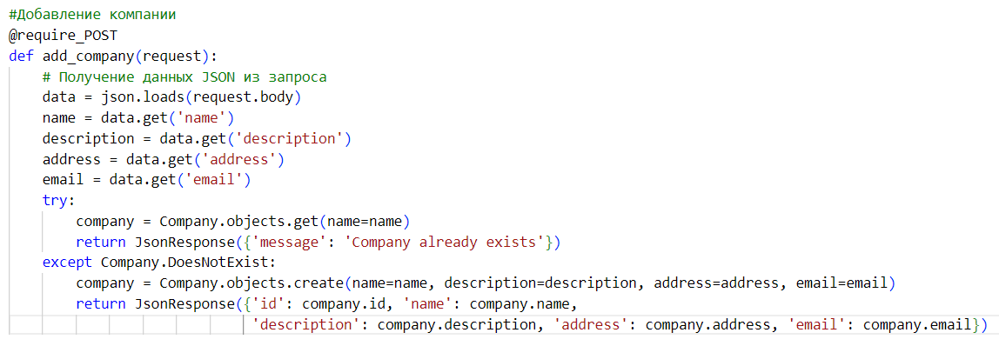 #Добавление компании
@require_POST
def add_company(request):
    # Получение данных JSON из запроса
    data = json.loads(request.body)
    name = data.get('name')
    description = data.get('description')
    address = data.get('address')
    email = data.get('email')
    try:
        company = Company.objects.get(name=name)
        return JsonResponse({'message': 'Company already exists'})
    except Company.DoesNotExist:
        company = Company.objects.create(name=name, description=description, address=address, email=email)
        return JsonResponse({'id': company.id, 'name': company.name,
                             'description': company.description, 'address': company.address, 'email': company.email})